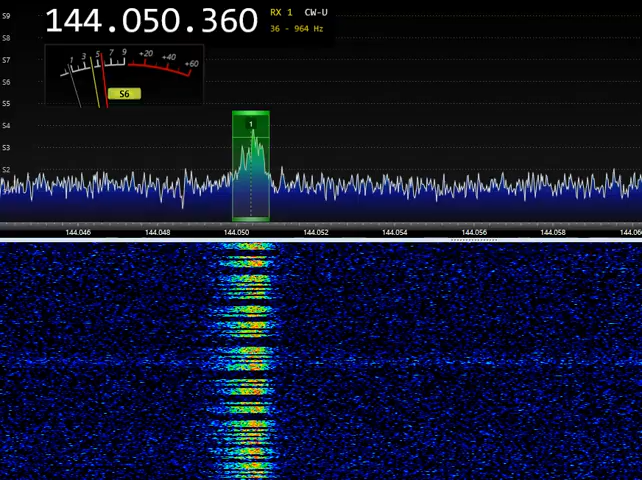 144.050.360
RX 1 CW-U
36 - 964 Hz
S9
S8
S7
S6
S5
S4
S3
S2
1 3 5 7 9 +20 +40 +60
S6
1
144.046 144.048 144.050 144.052 144.054 144.056 144.058